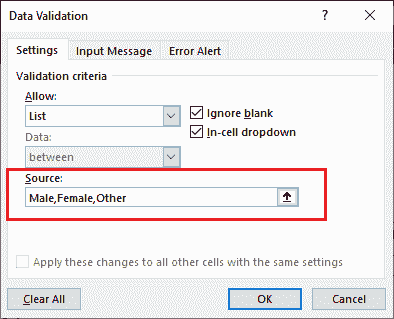 Data Validation
Settings
Input Message
Error Alert
Validation criteria
Allow:
List
Ignore blank
In-cell dropdown
Data:
between
Source:
Male,Female,Other
Apply these changes to all other cells with the same settings
Clear All
OK
Cancel